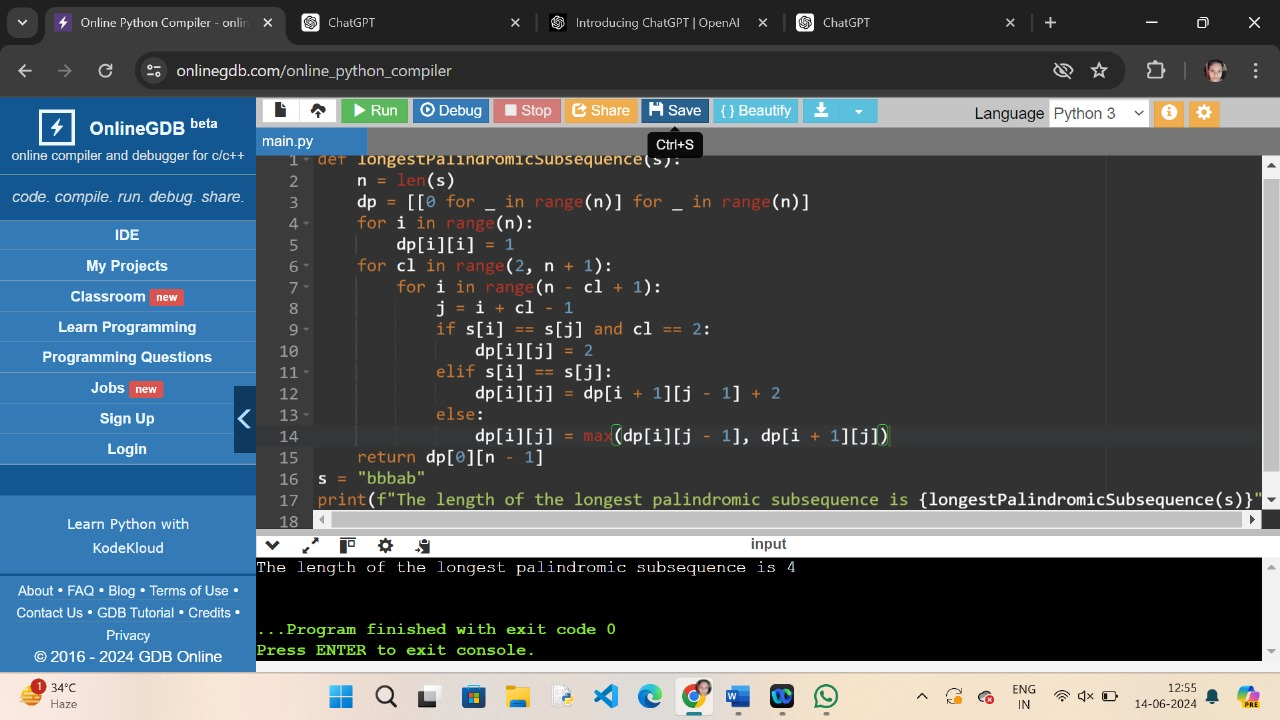 Online Python Compiler - onlin
ChatGPT
Introducing ChatGPT | OpenAI
ChatGPT
onlinegdb.com/online_python_compiler
OnlineGDB beta
online compiler and debugger for c/c++
code. compile. run. debug. share.
IDE
My Projects
Classroom new
Learn Programming
Programming Questions
Jobs new
Sign Up
Login
Learn Python with
KodeKloud
About • FAQ • Blog • Terms of Use •
Contact Us • GDB Tutorial • Credits •
Privacy
© 2016 - 2024 GDB Online
Run Debug Stop Share Save { } Beautify
Language Python 3
Ctrl+S
main.py
1 def longestPalindromicSubsequence(s):
2     n = len(s)
3     dp = [[0 for _ in range(n)] for _ in range(n)]
4     for i in range(n):
5         dp[i][i] = 1
6     for cl in range(2, n + 1):
7         for i in range(n - cl + 1):
8             j = i + cl - 1
9             if s[i] == s[j] and cl == 2:
10                 dp[i][j] = 2
11             elif s[i] == s[j]:
12                 dp[i][j] = dp[i + 1][j - 1] + 2
13             else:
14                 dp[i][j] = max(dp[i][j - 1], dp[i + 1][j])
15     return dp[0][n - 1]
16 s = "bbbab"
17 print(f"The length of the longest palindromic subsequence is {longestPalindromicSubsequence(s)}"
18
input
The length of the longest palindromic subsequence is 4
...Program finished with exit code 0
Press ENTER to exit console.
1
34°C
Haze
ENG
IN
12:55
14-06-2024
PRE